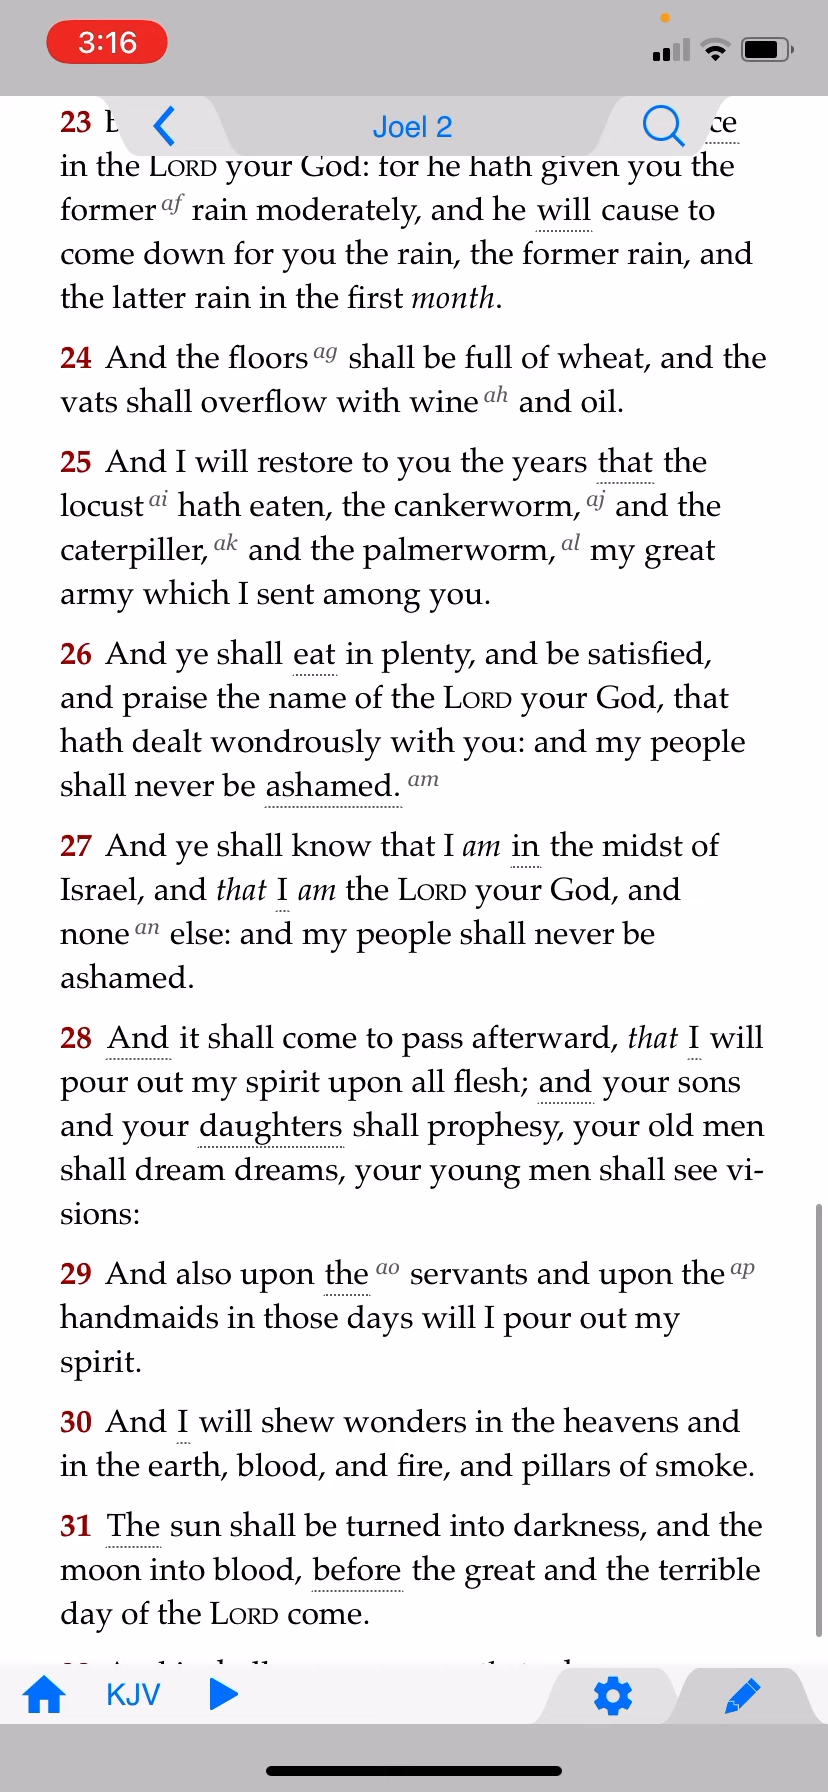 3:16
Joel 2
23
in the LORD your God: for he hath given you the
former af rain moderately, and he will cause to
come down for you the rain, the former rain, and
the latter rain in the first month.
24 And the floors ag shall be full of wheat, and the
vats shall overflow with wine ah and oil.
25 And I will restore to you the years that the
locust ai hath eaten, the cankerworm, aj and the
caterpiller, ak and the palmerworm, al my great
army which I sent among you.
26 And ye shall eat in plenty, and be satisfied,
and praise the name of the LORD your God, that
hath dealt wondrously with you: and my people
shall never be ashamed. am
27 And ye shall know that I am in the midst of
Israel, and that I am the LORD your God, and
none an else: and my people shall never be
ashamed.
28 And it shall come to pass afterward, that I will
pour out my spirit upon all flesh; and your sons
and your daughters shall prophesy, your old men
shall dream dreams, your young men shall see vi-
sions:
29 And also upon the ao servants and upon the ap
handmaids in those days will I pour out my
spirit.
30 And I will shew wonders in the heavens and
in the earth, blood, and fire, and pillars of smoke.
31 The sun shall be turned into darkness, and the
moon into blood, before the great and the terrible
day of the LORD come.
KJV